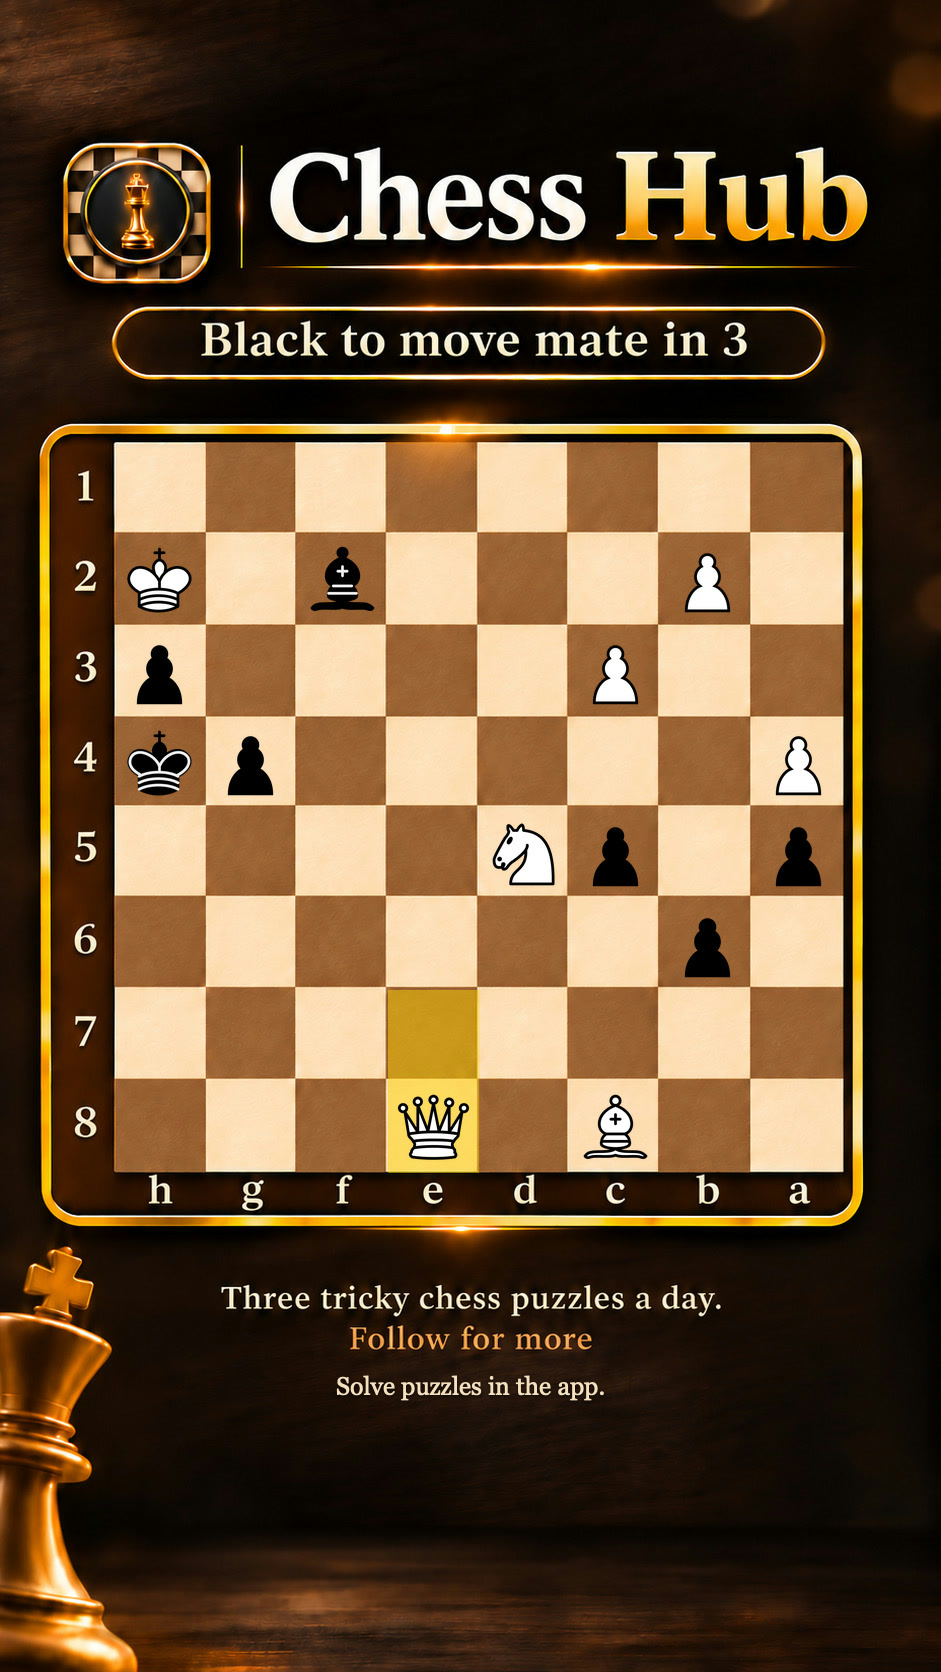 Chess Hub
Black to move mate in 3
1
2
3
4
5
6
7
8
h g f e d c b a
Three tricky chess puzzles a day.
Follow for more
Solve puzzles in the app.